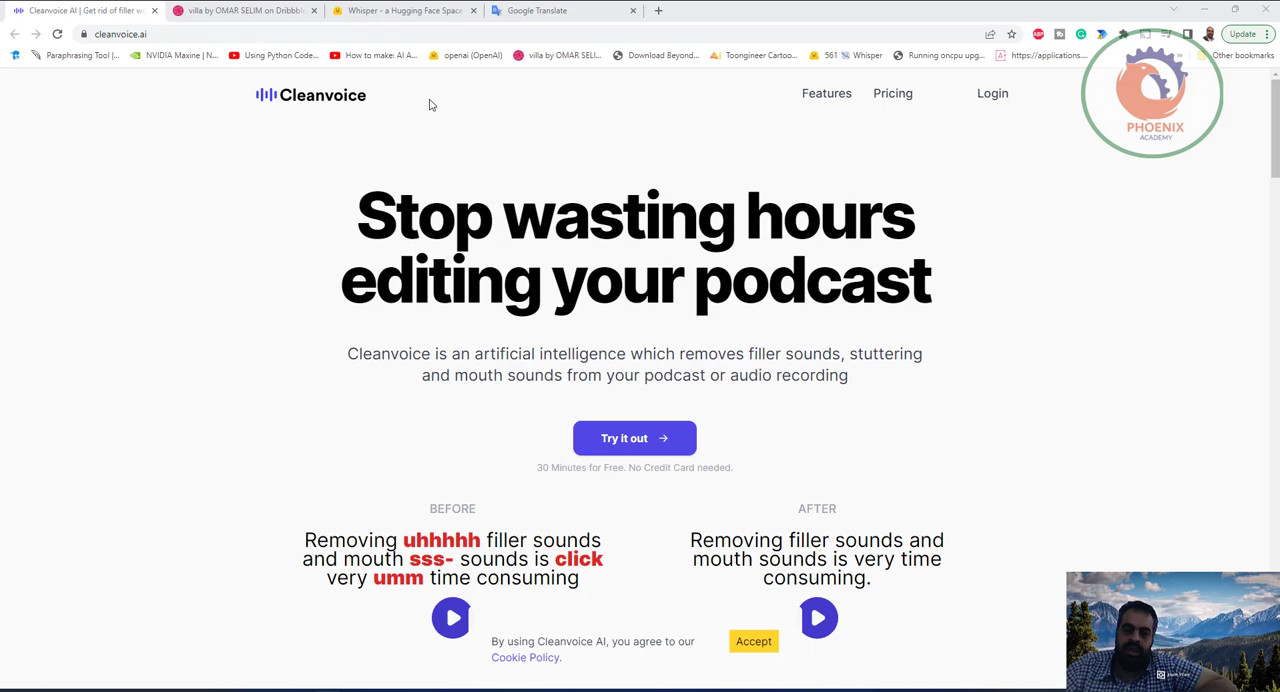 Cleanvoice AI | Get rid of filler wo
villa by OMAR SELIM on Dribbble
Whisper - a Hugging Face Space
Google Translate
cleanvoice.ai
Update
Paraphrasing Tool |...
NVIDIA Maxine | N...
Using Python Code...
How to make: AI A...
openai (OpenAI)
villa by OMAR SELI...
Download Beyond...
Toongineer Cartoo...
561
Whisper
Running oncpu upg...
https://applications...
Other bookmarks
Cleanvoice
Features
Pricing
Login
PHOENIX
ACADEMY
Stop wasting hours
editing your podcast
Cleanvoice is an artificial intelligence which removes filler sounds, stuttering
and mouth sounds from your podcast or audio recording
Try it out
30 Minutes for Free. No Credit Card needed.
BEFORE
Removing uhhhhh filler sounds
and mouth sss- sounds is click
very umm time consuming
AFTER
Removing filler sounds and
mouth sounds is very time
consuming.
By using Cleanvoice AI, you agree to our
Cookie Policy.
Accept